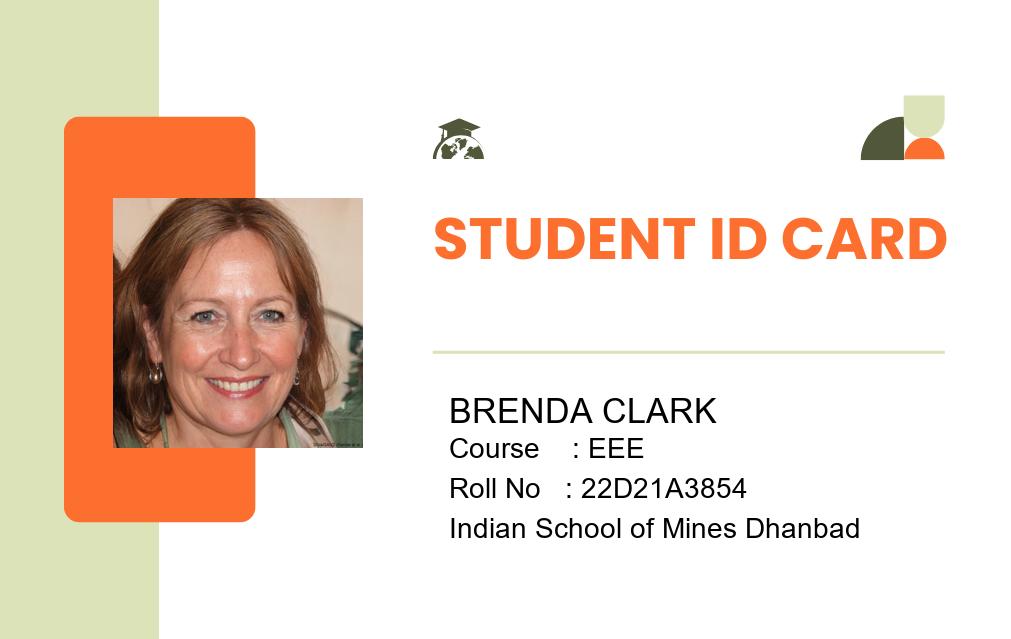 STUDENT ID CARD
BRENDA CLARK
Course : EEE
Roll No : 22D21A3854
Indian School of Mines Dhanbad